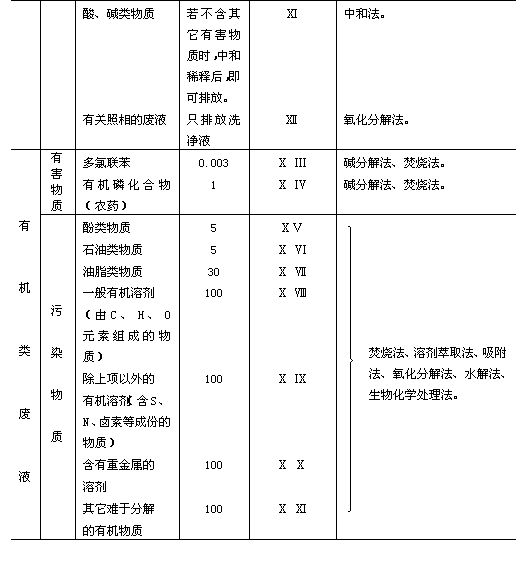 酸、碱类物质 若不含其 XI 中和法。
它有害物
质时,中和
稀释后,即
可排放。
有关照相的废液 只排放洗 XII 氧化分解法。
净液
有机类废液
有害物质
多氯联苯 0.003 X III 碱分解法、焚烧法。
有机磷化合物 1 X IV 碱分解法、焚烧法。
（农药）
污染物质
酚类物质 5 X V
石油类物质 5 X VI
油脂类物质 30 X VII
一般有机溶剂 100 X VIII
（由C、H、O
元素组成的物
质）
除上项以外的 100 X IX
有机溶剂(含S、
N、卤素等成份的
物质）
含有重金属的 100 X X
溶剂
其它难于分解 100 X XI
的有机物质
焚烧法、溶剂萃取法、吸附
法、氧化分解法、水解法、
生物化学处理法。